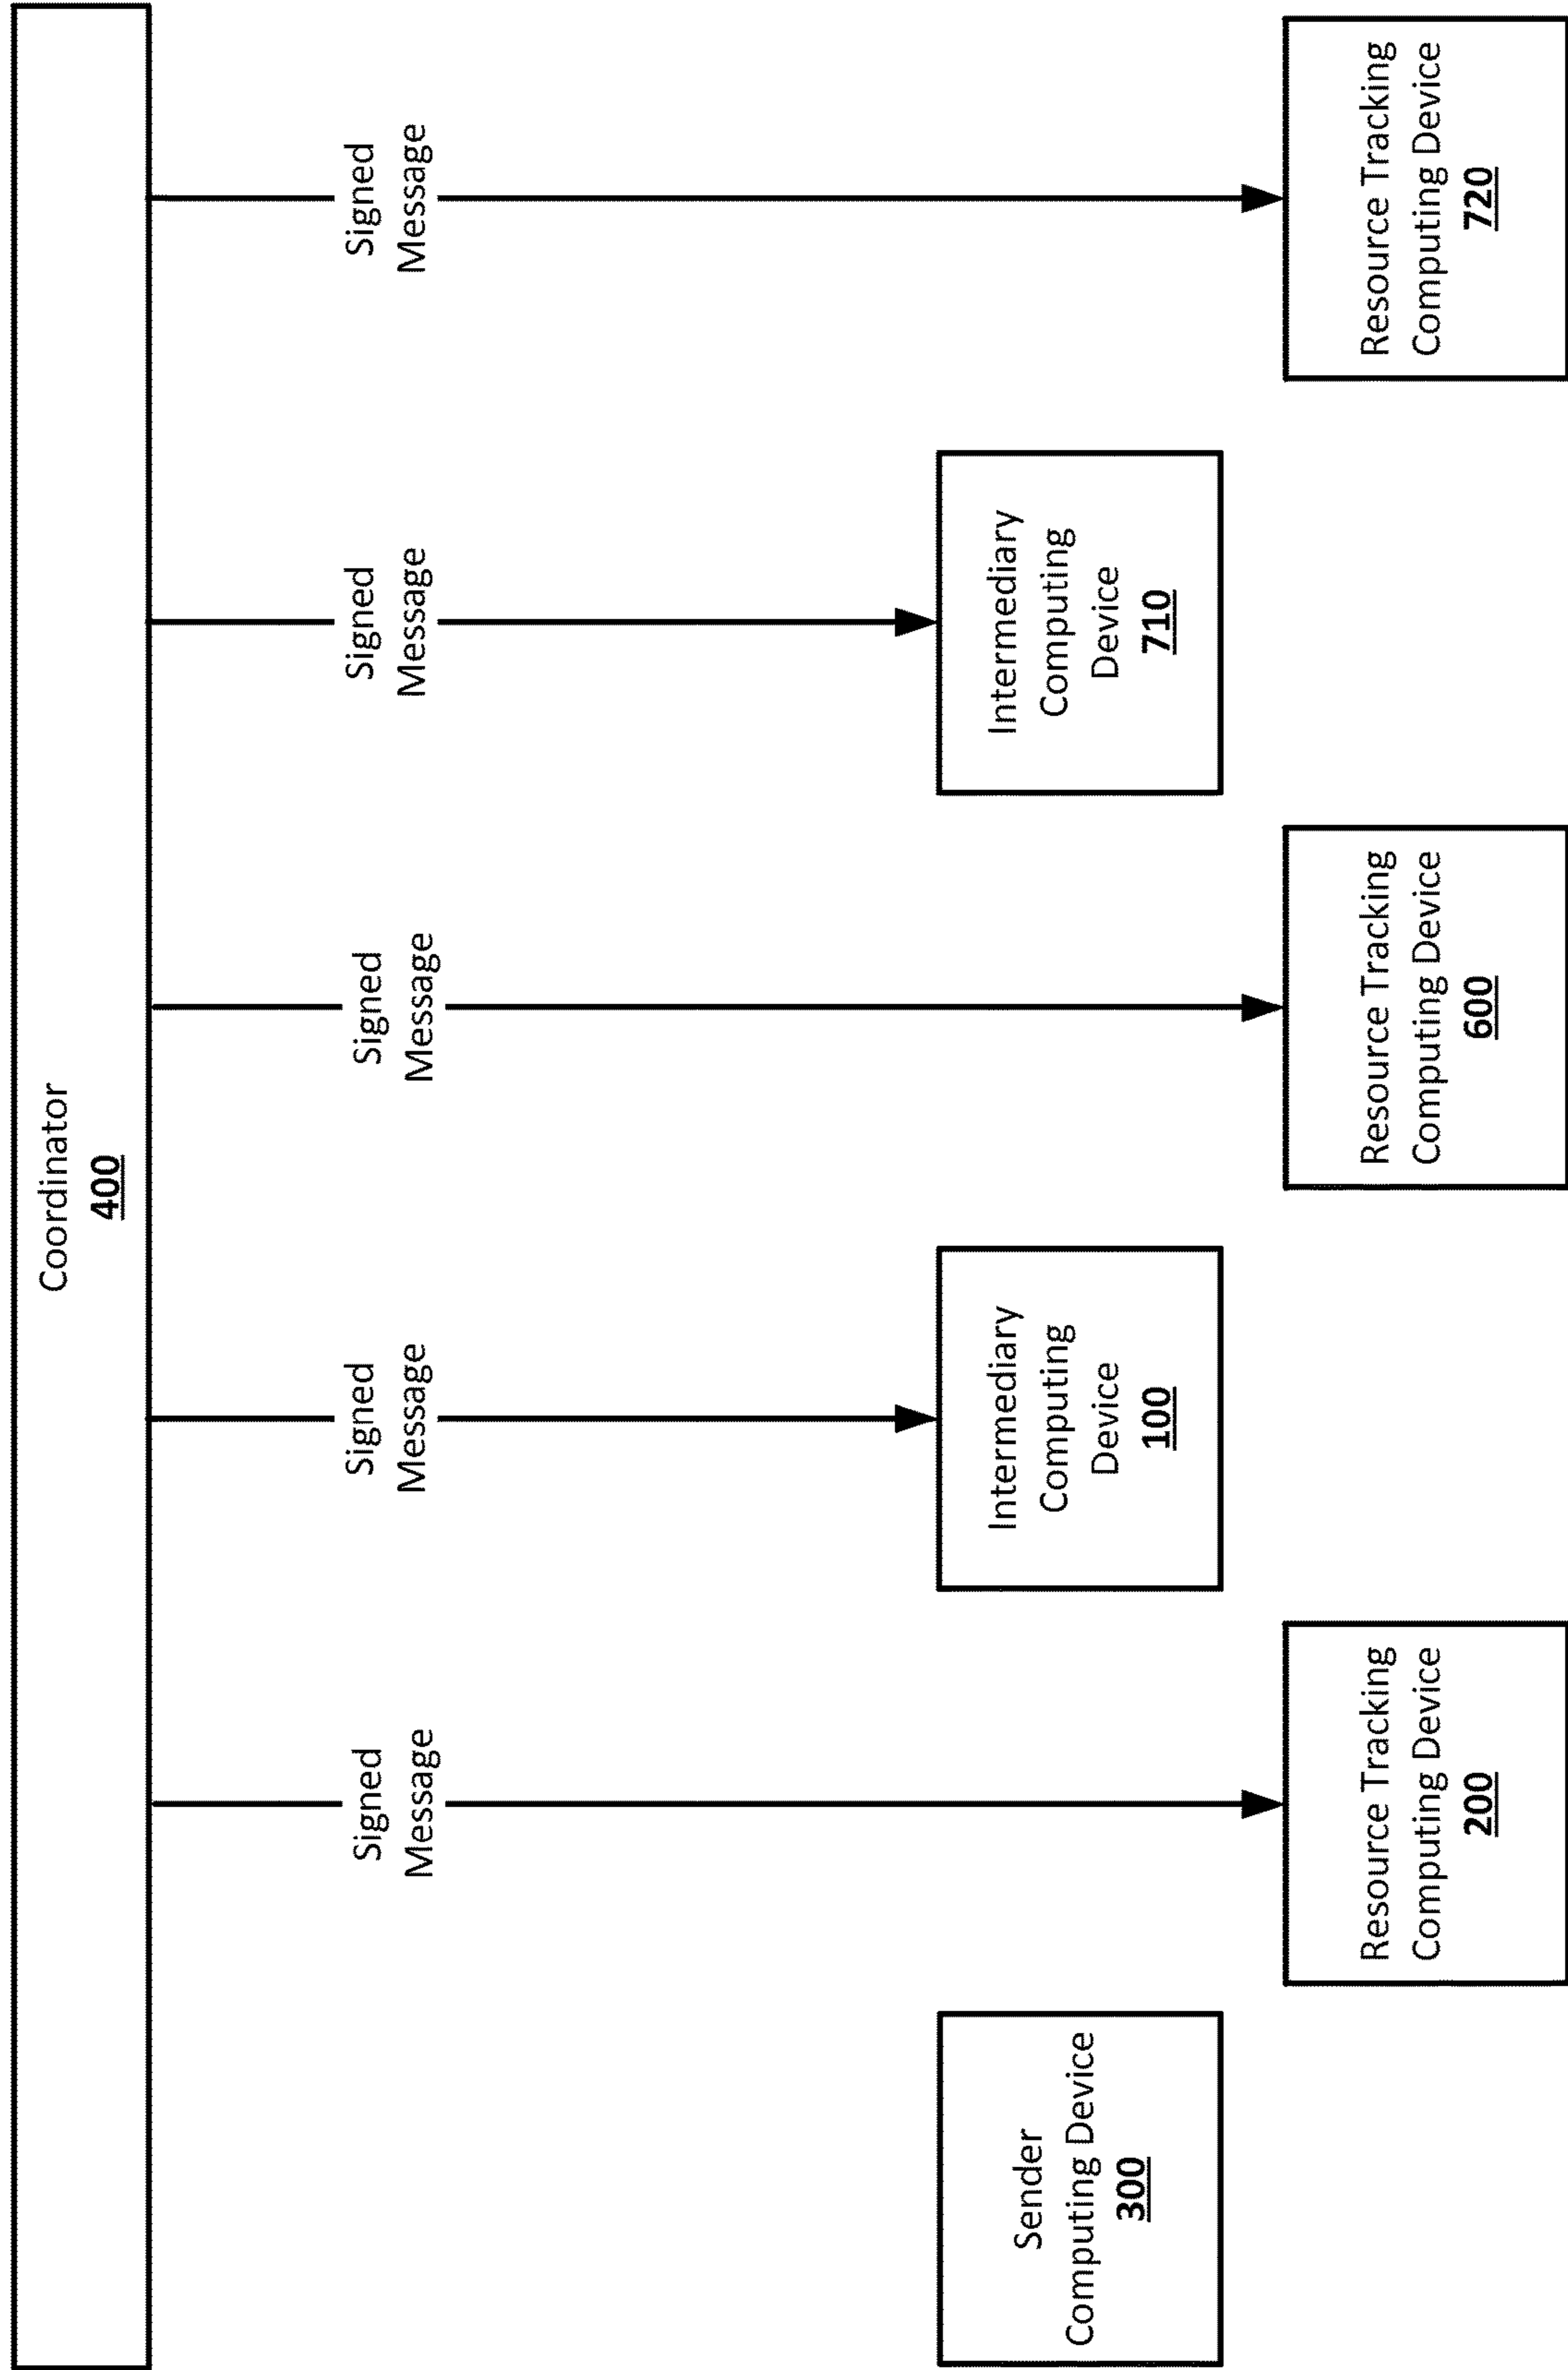 Coordinator
400
Signed
Message
Signed
Message
Signed
Message
Signed
Message
Signed
Message
Sender
Computing Device
300
Resource Tracking
Computing Device
200
Intermediary
Computing
Device
100
Resource Tracking
Computing Device
600
Intermediary
Computing
Device
710
Resource Tracking
Computing Device
720